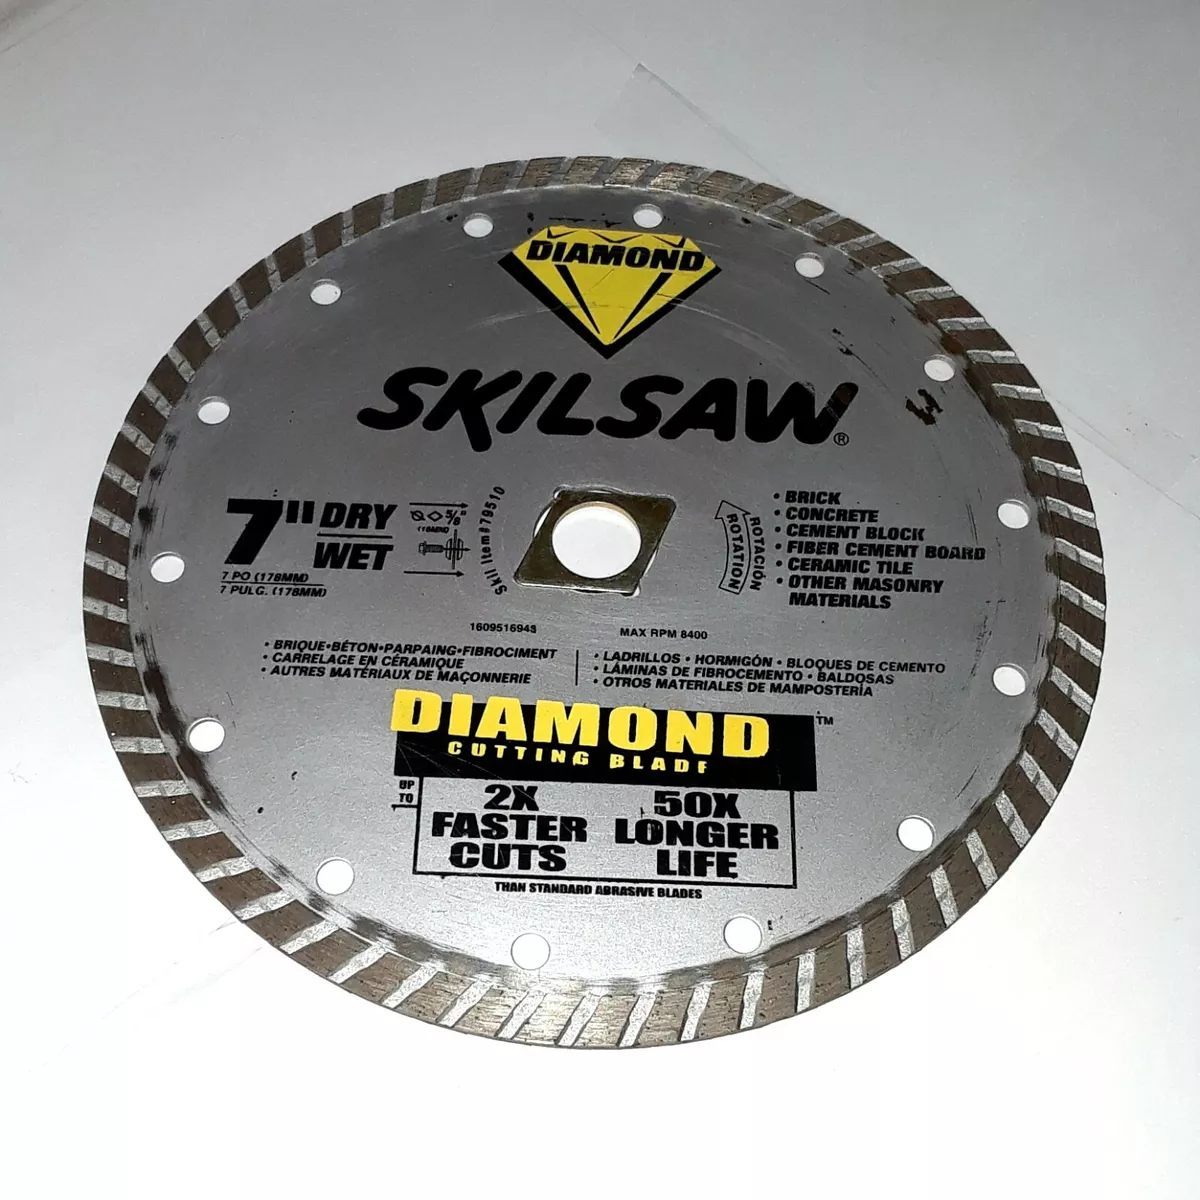 DIAMOND
SKILSAW®
7" DRY
WET
7 PO (178MM)
7 PULG. (178MM)
5/8"
Skil Item#79510
ROTATION
ROTACIÓN
• BRICK
• CONCRETE
• CEMENT BLOCK
• FIBER CEMENT BOARD
• CERAMIC TILE
• OTHER MASONRY
MATERIALS
1609516943
MAX RPM 8400
• BRIQUE•BÉTON•PARPAING•FIBROCIMENT
• CARRELAGE EN CÉRAMIQUE
• AUTRES MATÉRIAUX DE MAÇONNERIE
• LADRILLOS • HORMIGÓN • BLOQUES DE CEMENTO
• LÁMINAS DE FIBROCEMENTO • BALDOSAS
• OTROS MATERIALES DE MAMPOSTERÍA
DIAMOND™
CUTTING BLADE
UP
TO
2X
FASTER
CUTS
50X
LONGER
LIFE
THAN STANDARD ABRASIVE BLADES